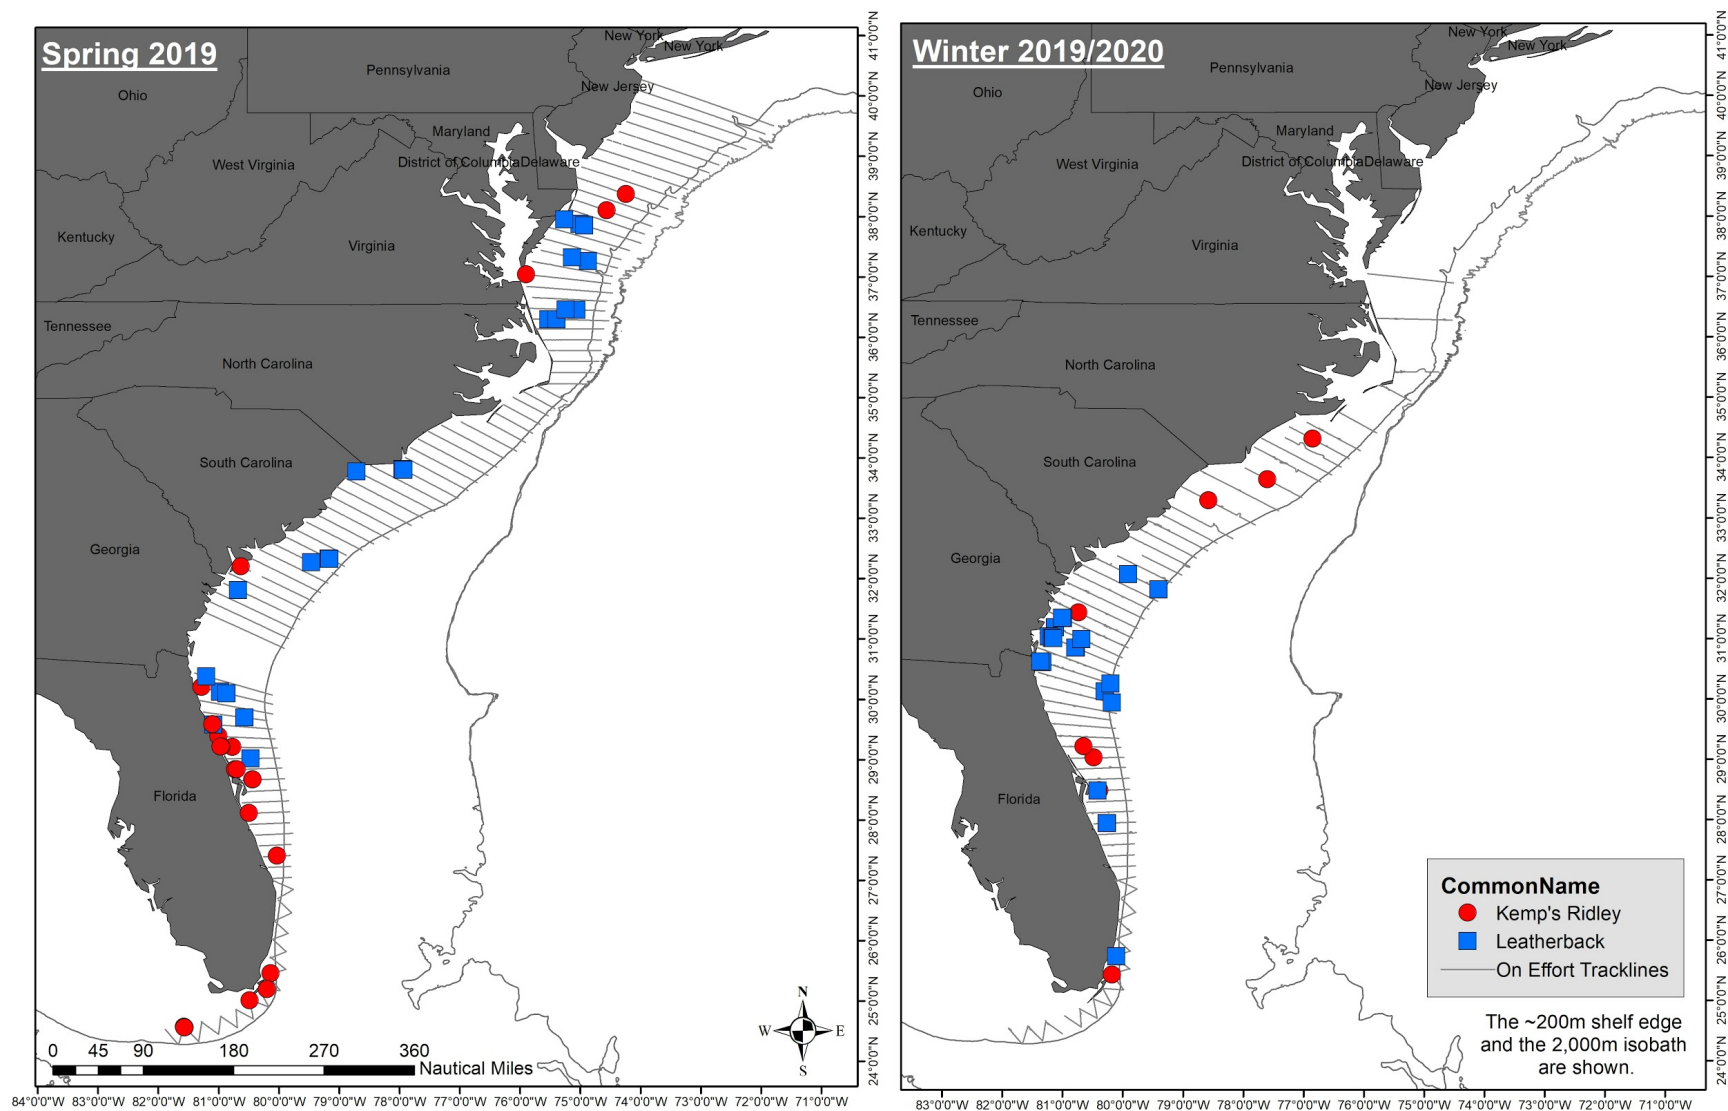 Spring 2019
New York
New York
Pennsylvania
New Jersey
Ohio
Maryland
West Virginia
District of Columbia
Delaware
Kentucky
Virginia
Tennessee
North Carolina
South Carolina
Georgia
Florida
N
W E
S
0 45 90 180 270 360
Nautical Miles
41°0'0"N
40°0'0"N
39°0'0"N
38°0'0"N
37°0'0"N
36°0'0"N
35°0'0"N
34°0'0"N
33°0'0"N
32°0'0"N
31°0'0"N
30°0'0"N
29°0'0"N
28°0'0"N
27°0'0"N
26°0'0"N
25°0'0"N
24°0'0"N
84°0'0"W 83°0'0"W 82°0'0"W 81°0'0"W 80°0'0"W 79°0'0"W 78°0'0"W 77°0'0"W 76°0'0"W 75°0'0"W 74°0'0"W 73°0'0"W 72°0'0"W 71°0'0"W
Winter 2019/2020
New York
New York
Pennsylvania
New Jersey
Ohio
Maryland
West Virginia
District of Columbia
Delaware
Kentucky
Virginia
Tennessee
North Carolina
South Carolina
Georgia
Florida
CommonName
Kemp's Ridley
Leatherback
On Effort Tracklines
The ~200m shelf edge
and the 2,000m isobath
are shown.
41°0'0"N
40°0'0"N
39°0'0"N
38°0'0"N
37°0'0"N
36°0'0"N
35°0'0"N
34°0'0"N
33°0'0"N
32°0'0"N
31°0'0"N
30°0'0"N
29°0'0"N
28°0'0"N
27°0'0"N
26°0'0"N
25°0'0"N
24°0'0"N
83°0'0"W 82°0'0"W 81°0'0"W 80°0'0"W 79°0'0"W 78°0'0"W 77°0'0"W 76°0'0"W 75°0'0"W 74°0'0"W 73°0'0"W 72°0'0"W 71°0'0"W